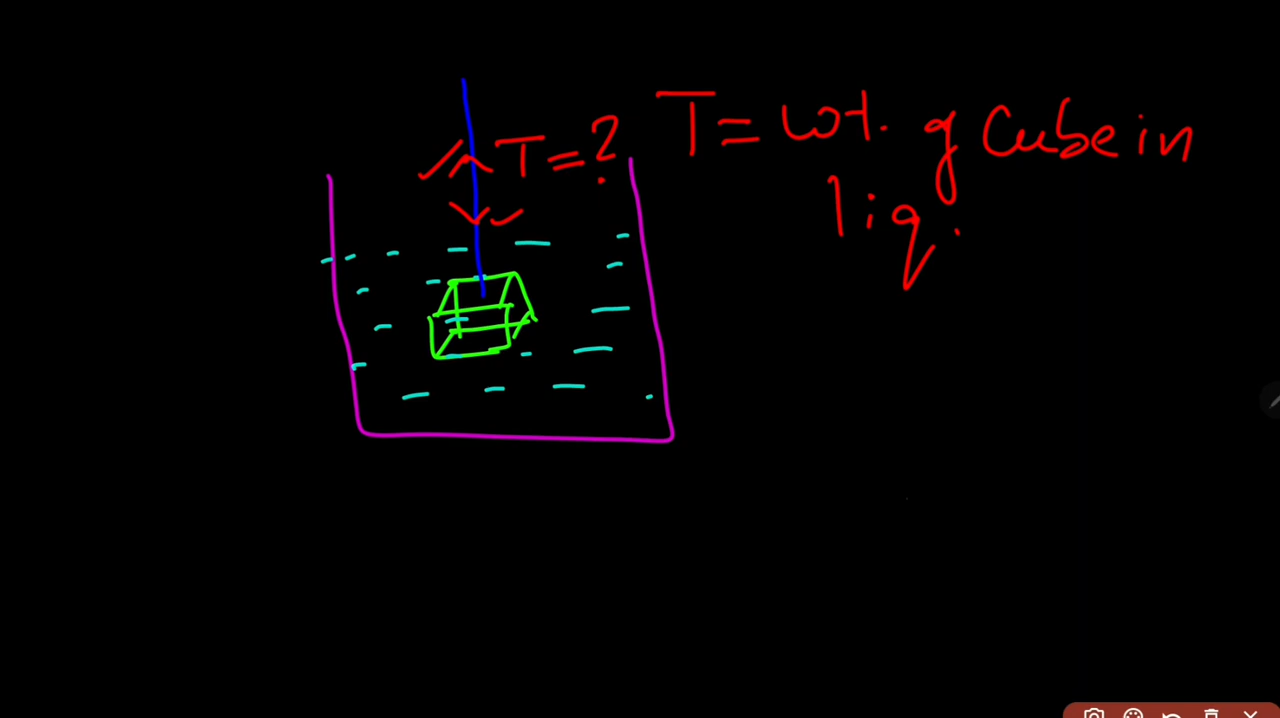 T=?
T= wt. of Cube in
liq.